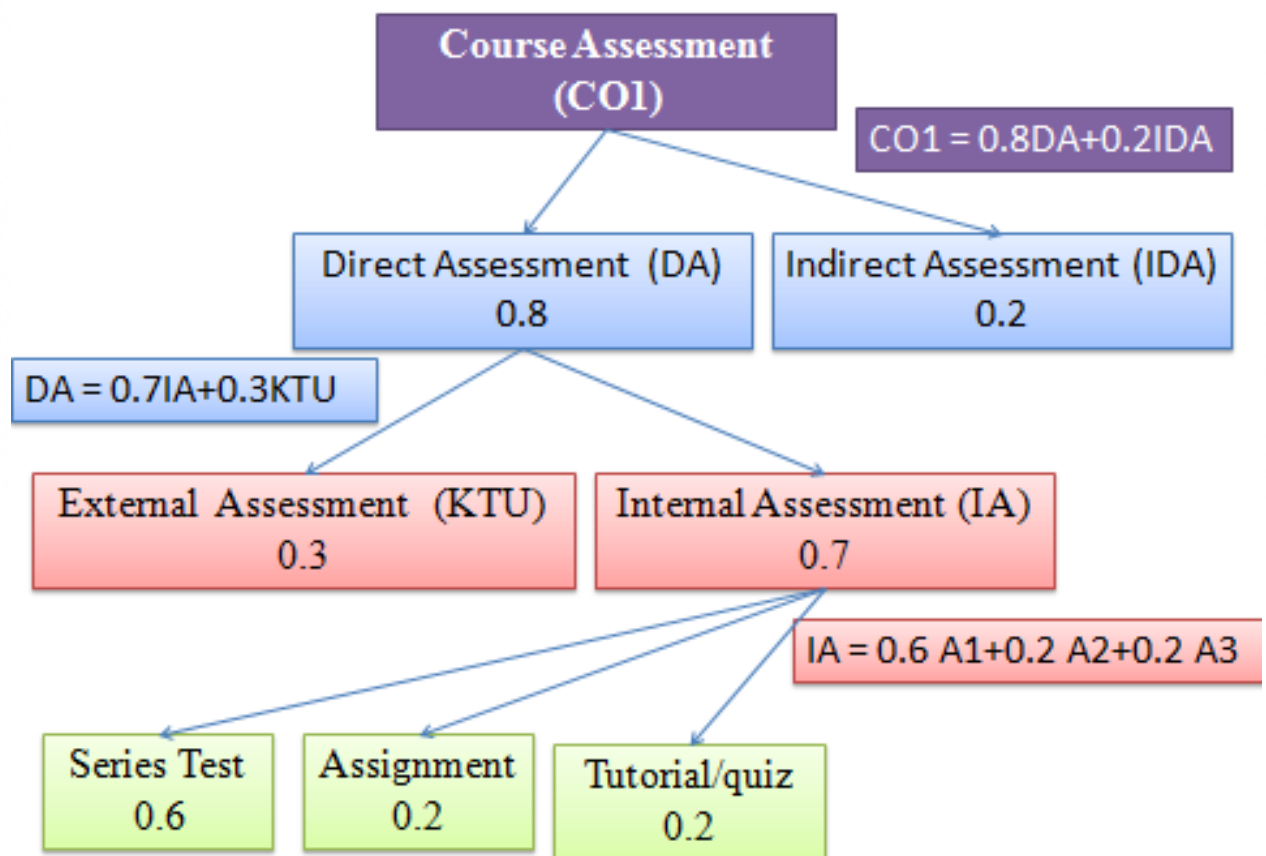 Course Assessment
(CO1)
CO1 = 0.8DA+0.2IDA
Direct Assessment (DA)
0.8
Indirect Assessment (IDA)
0.2
DA = 0.7IA+0.3KTU
External Assessment (KTU)
0.3
Internal Assessment (IA)
0.7
IA = 0.6 A1+0.2 A2+0.2 A3
Series Test
0.6
Assignment
0.2
Tutorial/quiz
0.2